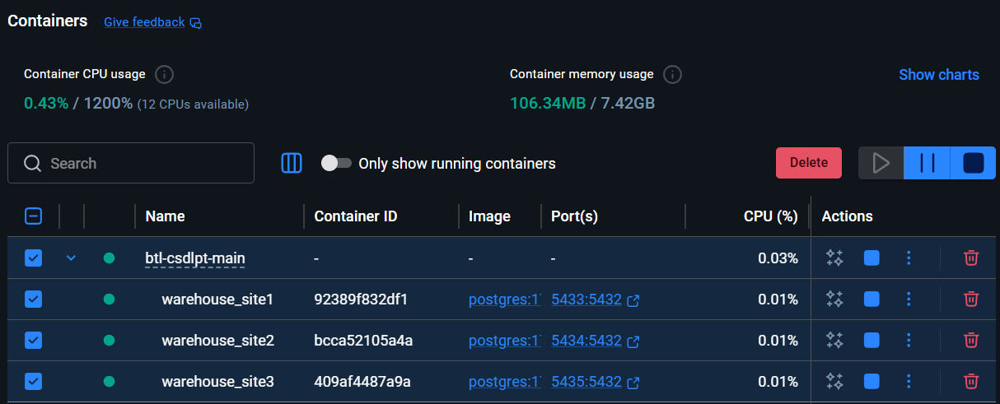 Containers Give feedback
Container CPU usage Container memory usage Show charts
0.43% / 1200% (12 CPUs available) 106.34MB / 7.42GB
Search Only show running containers Delete
Name Container ID Image Port(s) CPU (%) Actions
btl-csdlpt-main - - - 0.03%
warehouse_site1 92389f832df1 postgres:1 5433:5432 0.01%
warehouse_site2 bcca52105a4a postgres:1 5434:5432 0.01%
warehouse_site3 409af4487a9a postgres:1 5435:5432 0.01%